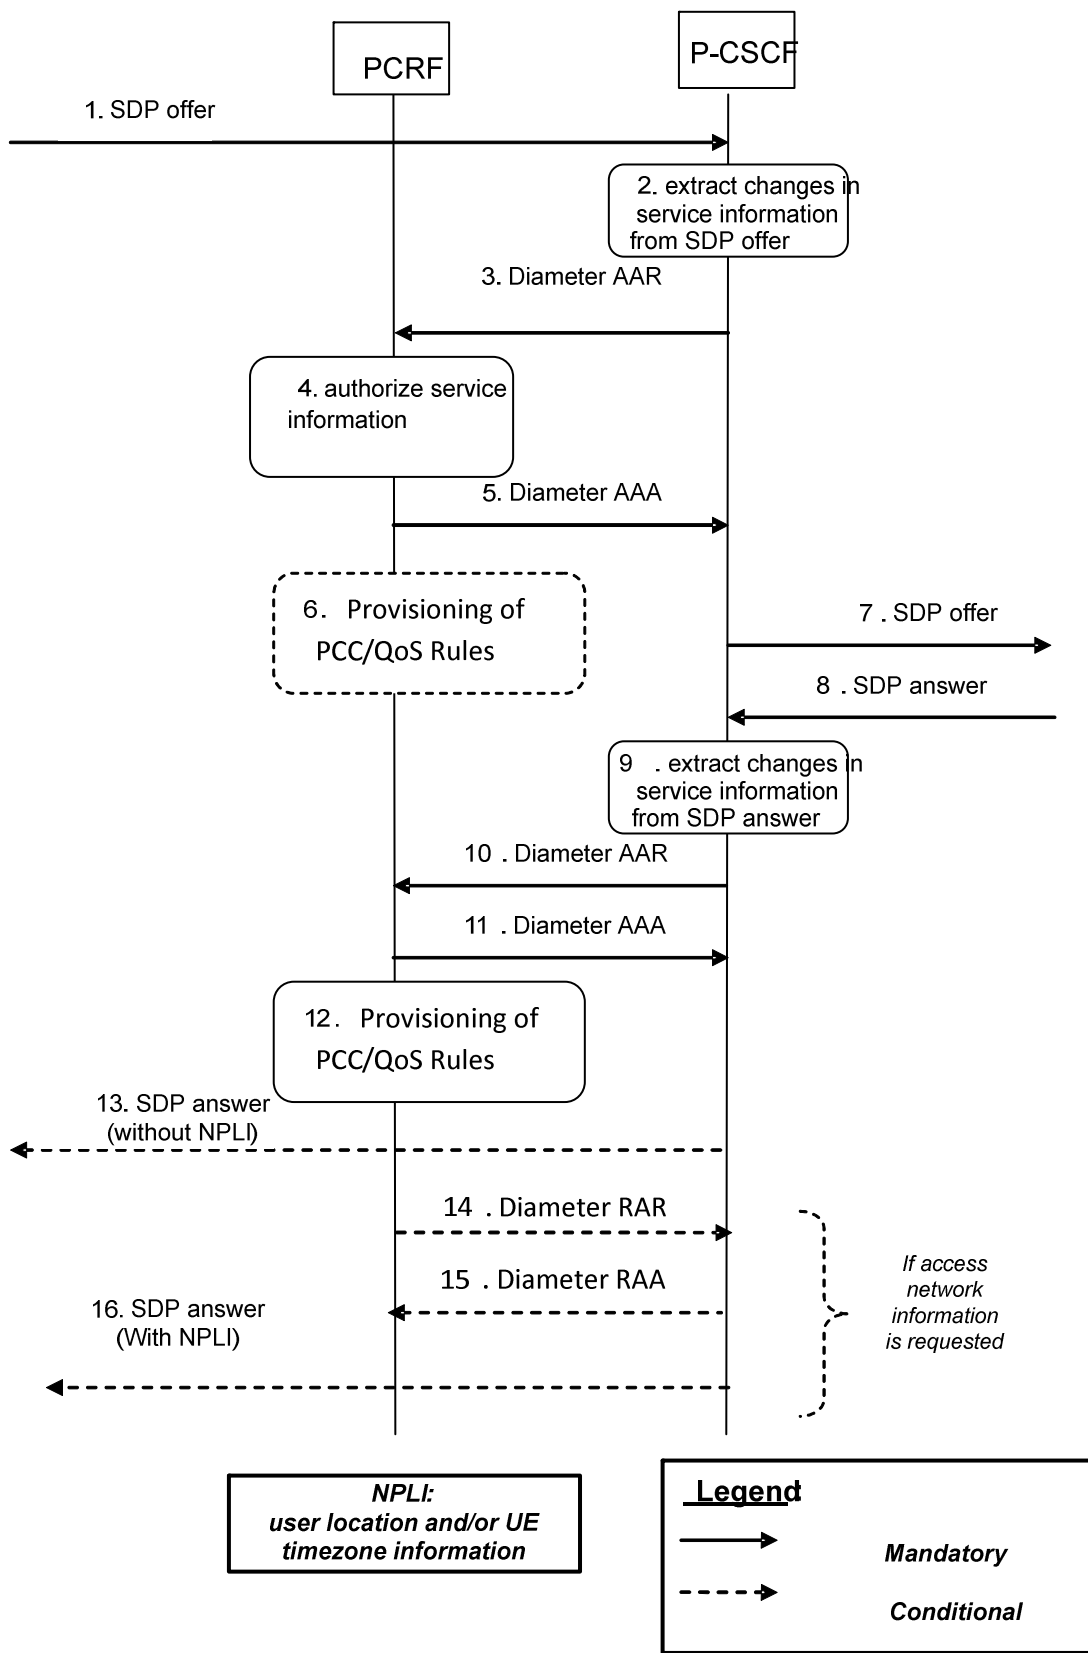 PCRF
P-CSCF
1. SDP offer
2. extract changes in
service information
from SDP offer
3. Diameter AAR
4. authorize service
information
5. Diameter AAA
6. Provisioning of
PCC/QoS Rules
7 . SDP offer
8 . SDP answer
9 . extract changes in
service information
from SDP answer
10 . Diameter AAR
11 . Diameter AAA
12. Provisioning of
PCC/QoS Rules
13. SDP answer
(without NPLI)
14 . Diameter RAR
15 . Diameter RAA
16. SDP answer
(With NPLI)
If access
network
information
is requested
NPLI:
user location and/or UE
timezone information
Legend:
Mandatory
Conditional